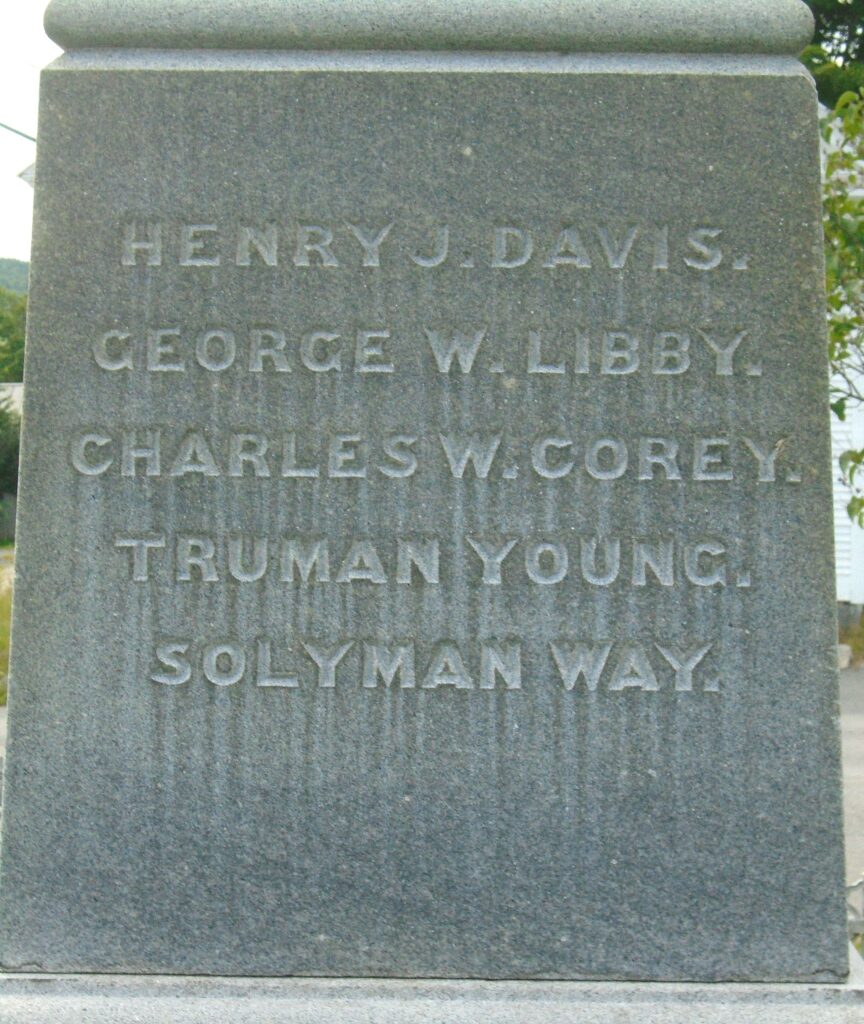 HENRY J. DAVIS.
GEORGE W. LIBBY.
CHARLES W. COREY.
TRUMAN YOUNG.
SOLYMAN WAY.